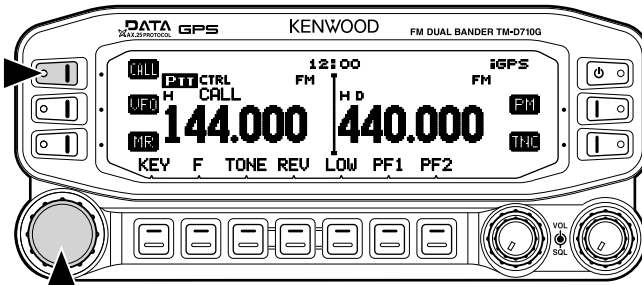 DATA GPS KENWOOD FM DUAL BANDER TM-D710G
AX.25 PROTOCOL
CALL 12:00 iGPS
PTT CTRL FM FM
H CALL H D
VFO 144.000 440.000 PM
MR TNC
KEY F TONE REV LOW PF1 PF2
VOL
SQL